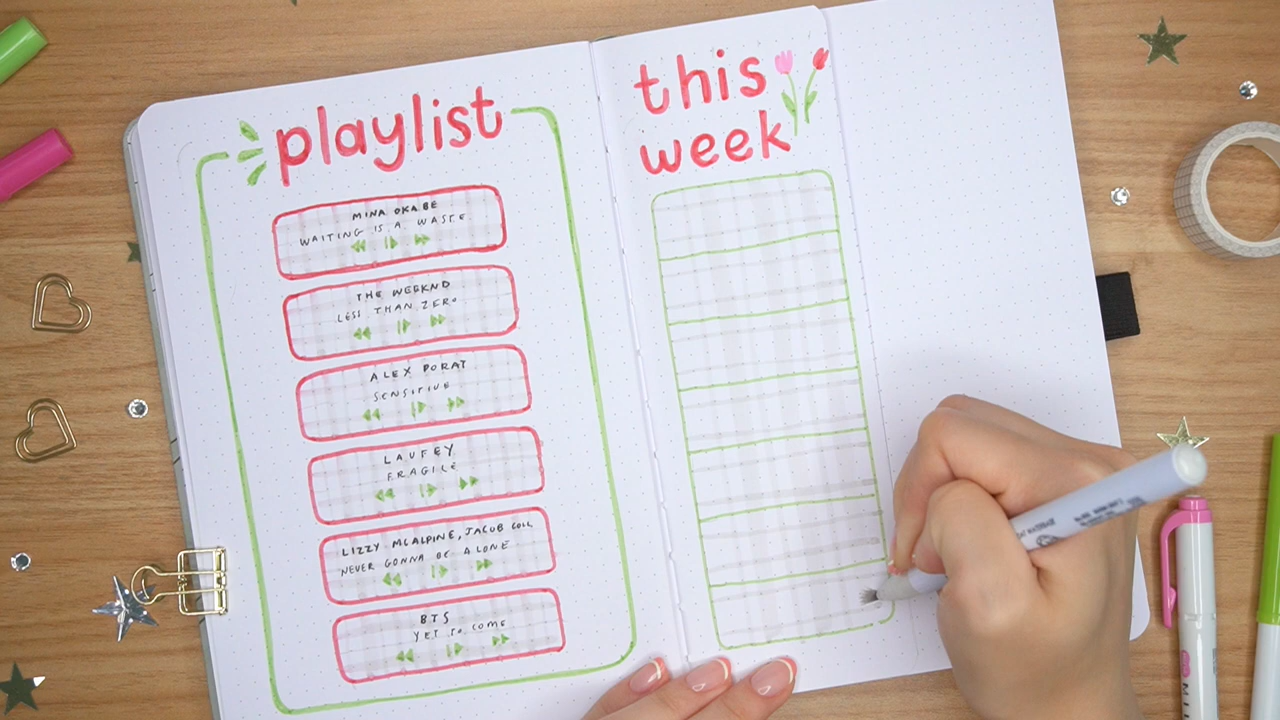 playlist
MINA OKABE
WAITING IS A WASTE
THE WEEKND
LESS THAN ZERO
ALEX PORAT
SENSITIVE
LAUFEY
FRAGILE
LIZZY MCALPINE, JACOB COLL
NEVER GONNA BE ALONE
BTS
YET TO COME
this
week